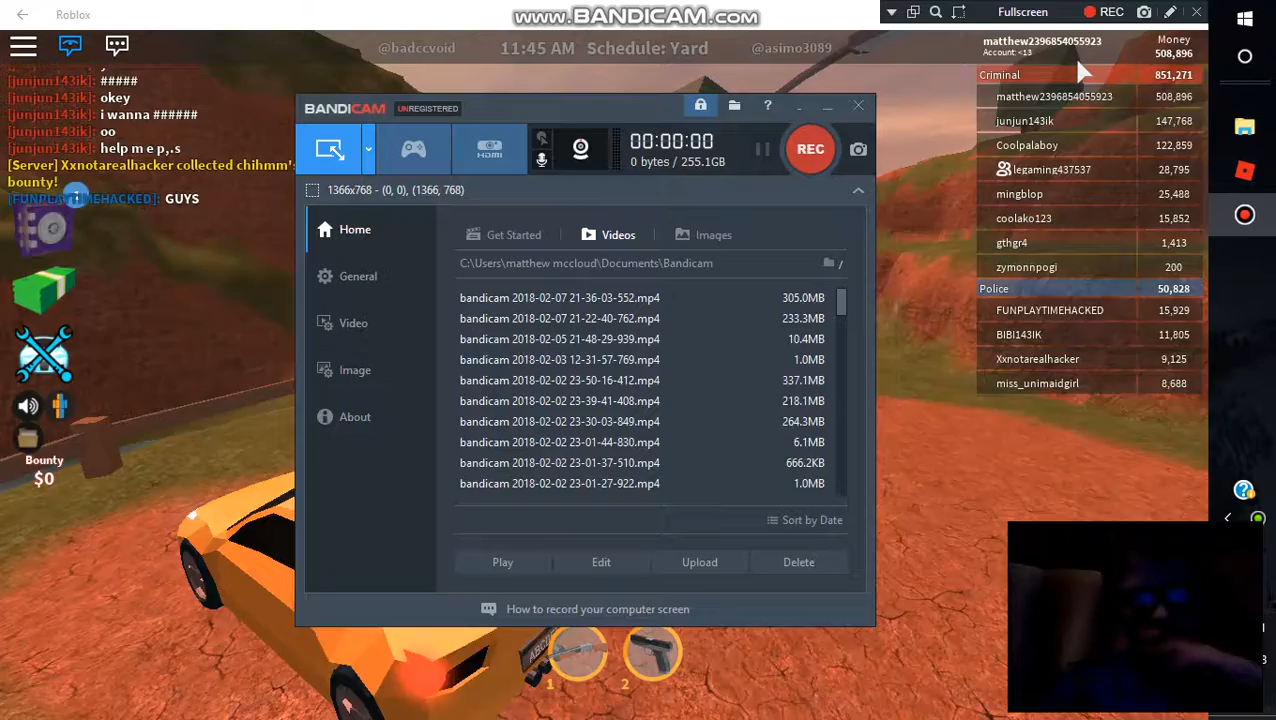 Roblox
www.BANDICAM.com
Fullscreen
REC
@badccvoid
11:45 AM
Schedule: Yard
@asimo3089
matthew2396854055923
Account: <13
Money
508,896
Criminal 851,271
matthew2396854055923 508,896
junjun143ik 147,768
Coolpalaboy 122,859
legaming437537 28,795
mingblop 25,488
coolako123 15,852
gthgr4 1,413
zymonnpogi 200
Police 50,828
FUNPLAYTIMEHACKED 15,929
BIBI143IK 11,805
Xxnotarealhacker 9,125
miss_unimaidgirl 8,688
[junjun143ik]: #####
[junjun143ik]: okey
[junjun143ik]: i wanna ######
[junjun143ik]: oo
[junjun143ik]: help m e p,.s
[Server] Xxnotarealhacker collected chihmm's
bounty!
[FUNPLAYTIMEHACKED]: GUYS
Bounty
$0
BANDICAM UNREGISTERED
HDMI
00:00:00
0 bytes / 255.1GB
REC
1366x768 - (0, 0), (1366, 768)
Home
General
Video
Image
About
Get Started
Videos
Images
C:\Users\matthew mccloud\Documents\Bandicam
bandicam 2018-02-07 21-36-03-552.mp4 305.0MB
bandicam 2018-02-07 21-22-40-762.mp4 233.3MB
bandicam 2018-02-05 21-48-29-939.mp4 10.4MB
bandicam 2018-02-03 12-31-57-769.mp4 1.0MB
bandicam 2018-02-02 23-50-16-412.mp4 337.1MB
bandicam 2018-02-02 23-39-41-408.mp4 218.1MB
bandicam 2018-02-02 23-30-03-849.mp4 264.3MB
bandicam 2018-02-02 23-01-44-830.mp4 6.1MB
bandicam 2018-02-02 23-01-37-510.mp4 666.2KB
bandicam 2018-02-02 23-01-27-922.mp4 1.0MB
Sort by Date
Play
Edit
Upload
Delete
How to record your computer screen
ABCD
1
2